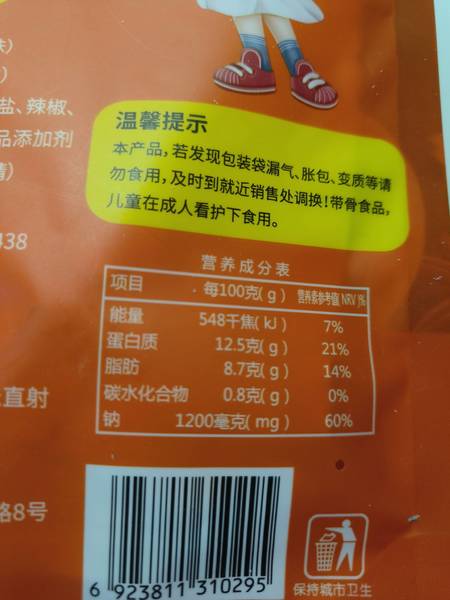 )
盐、辣椒、
品添加剂
438
直射
路8号
温馨提示
本产品,若发现包装袋漏气、胀包、变质等请
勿食用,及时到就近销售处调换!带骨食品,
儿童在成人看护下食用。
营养成分表
项目 每100克(g) 营养素参考值 NRV)%
能量 548千焦(kJ) 7%
蛋白质 12.5克(g) 21%
脂肪 8.7克(g) 14%
碳水化合物 0.8克(g) 0%
钠 1200毫克(mg) 60%
6 923811 310295
保持城市卫生